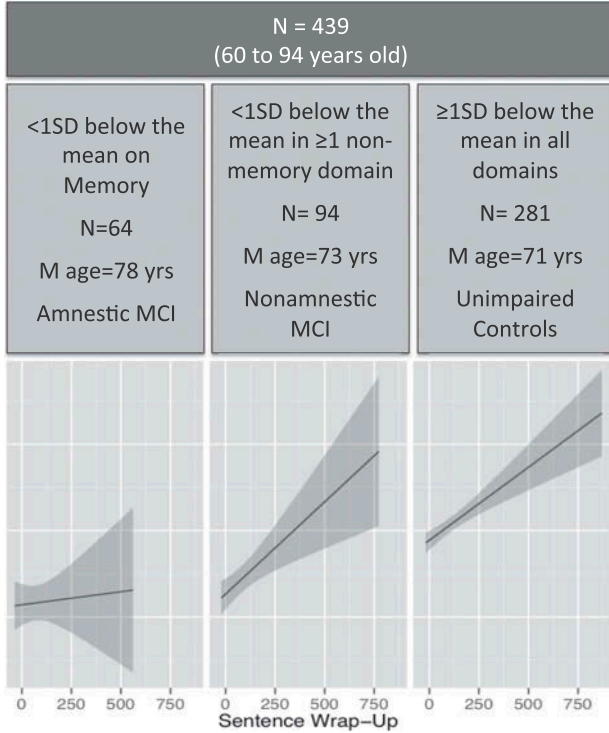 N = 439
(60 to 94 years old)
<1SD below the
mean on
Memory
N=64
M age=78 yrs
Amnestic MCI
<1SD below the
mean in ≥1 non-
memory domain
N= 94
M age=73 yrs
Nonamnestic
MCI
≥1SD below the
mean in all
domains
N= 281
M age=71 yrs
Unimpaired
Controls
0 250 500 750 0 250 500 750 0 250 500 750
Sentence Wrap–Up